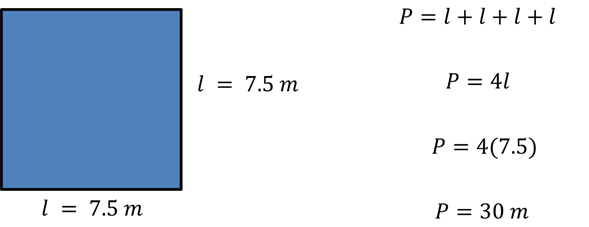 l = 7.5 m
l = 7.5 m
P = l + l + l + l
P = 4l
P = 4(7.5)
P = 30 m